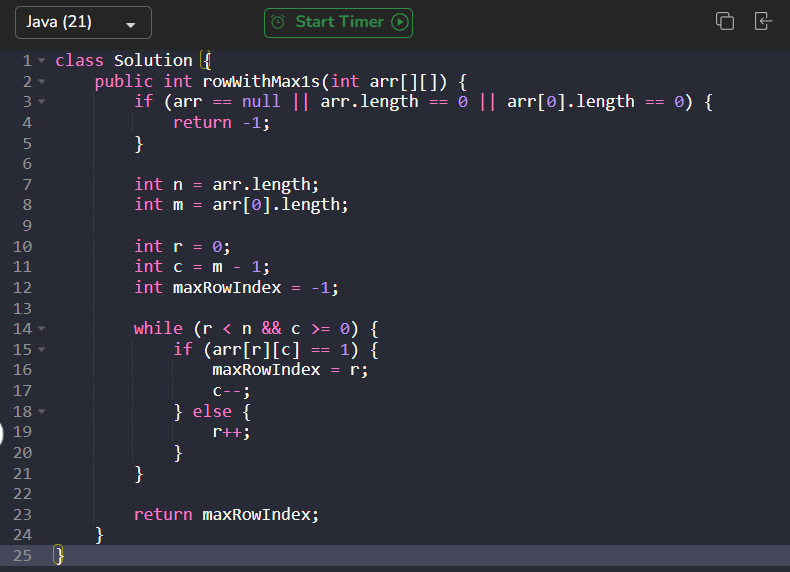 Java (21)
Start Timer
1 class Solution {
2     public int rowWithMax1s(int arr[][]) {
3         if (arr == null || arr.length == 0 || arr[0].length == 0) {
4             return -1;
5         }
6
7         int n = arr.length;
8         int m = arr[0].length;
9
10         int r = 0;
11         int c = m - 1;
12         int maxRowIndex = -1;
13
14         while (r < n && c >= 0) {
15             if (arr[r][c] == 1) {
16                 maxRowIndex = r;
17                 c--;
18             } else {
19                 r++;
20             }
21         }
22
23         return maxRowIndex;
24     }
25 }